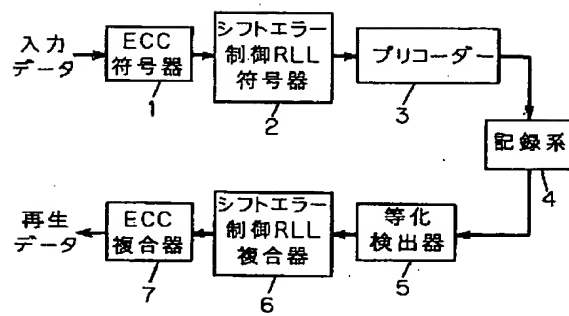 入力
データ
ECC
符号器
1
シフトエラー
制御RLL
符号器
2
プリコーダー
3
記録系
4
再生
データ
ECC
複合器
7
シフトエラー
制御RLL
複合器
6
等化
検出器
5